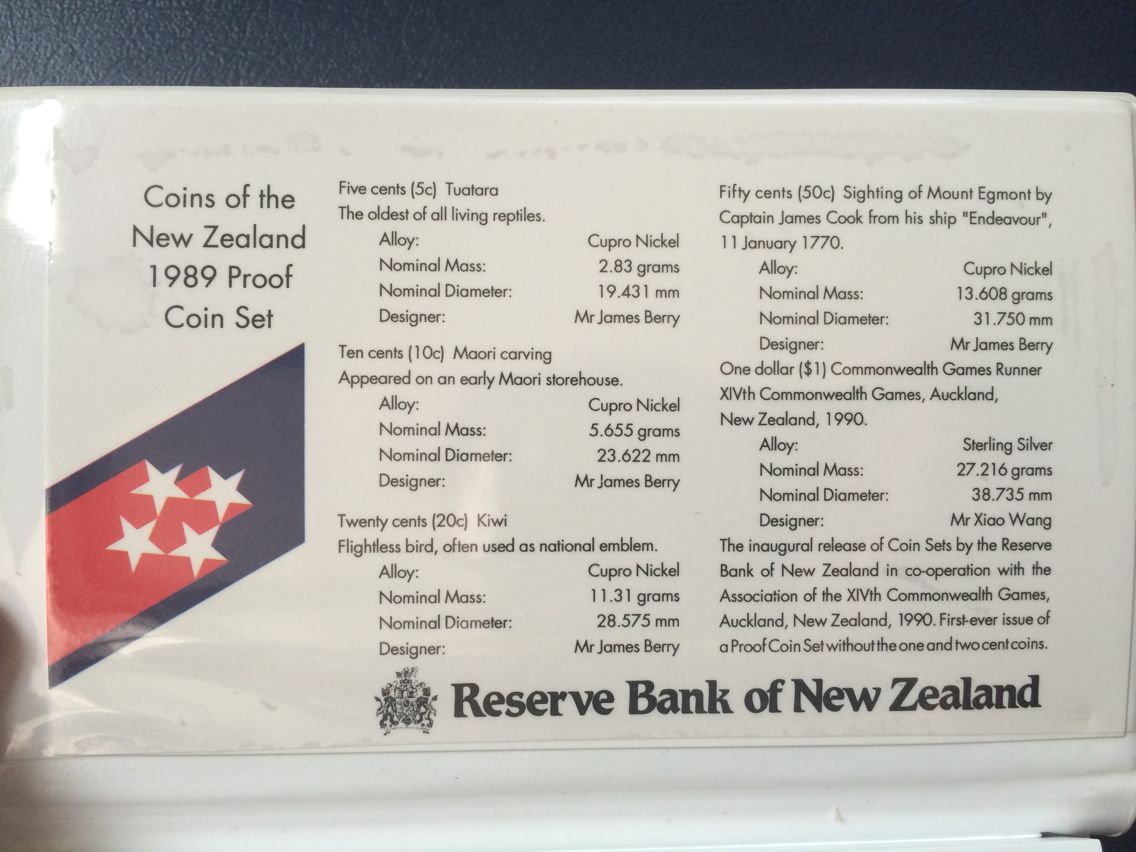 Coins of the
New Zealand
1989 Proof
Coin Set
Five cents (5c) Tuatara
The oldest of all living reptiles.
Alloy: Cupro Nickel
Nominal Mass: 2.83 grams
Nominal Diameter: 19.431 mm
Designer: Mr James Berry
Ten cents (10c) Maori carving
Appeared on an early Maori storehouse.
Alloy: Cupro Nickel
Nominal Mass: 5.655 grams
Nominal Diameter: 23.622 mm
Designer: Mr James Berry
Twenty cents (20c) Kiwi
Flightless bird, often used as national emblem.
Alloy: Cupro Nickel
Nominal Mass: 11.31 grams
Nominal Diameter: 28.575 mm
Designer: Mr James Berry
Fifty cents (50c) Sighting of Mount Egmont by
Captain James Cook from his ship "Endeavour",
11 January 1770.
Alloy: Cupro Nickel
Nominal Mass: 13.608 grams
Nominal Diameter: 31.750 mm
Designer: Mr James Berry
One dollar ($1) Commonwealth Games Runner
XIVth Commonwealth Games, Auckland,
New Zealand, 1990.
Alloy: Sterling Silver
Nominal Mass: 27.216 grams
Nominal Diameter: 38.735 mm
Designer: Mr Xiao Wang
The inaugural release of Coin Sets by the Reserve
Bank of New Zealand in co-operation with the
Association of the XIVth Commonwealth Games,
Auckland, New Zealand, 1990. First-ever issue of
a Proof Coin Set without the one and two cent coins.
Reserve Bank of New Zealand